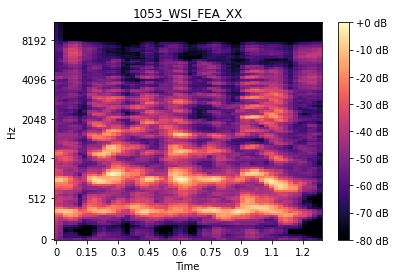 1053_WSI_FEA_XX
+0 dB
8192
-10 dB
4096
-20 dB
-30 dB
2048
Hz
-40 dB
1024
-50 dB
-60 dB
512
-70 dB
0
-80 dB
0 0.15 0.3 0.45 0.6 0.75 0.9 1.1 1.2
Time